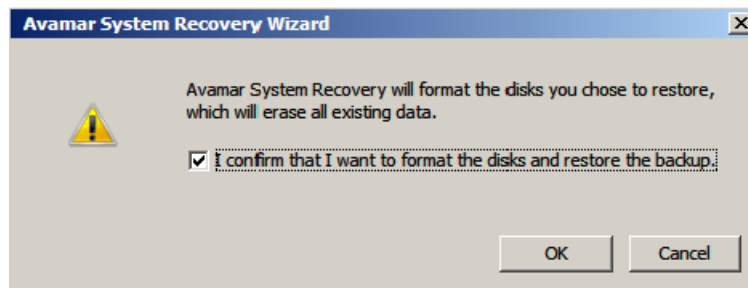 Avamar System Recovery Wizard
Avamar System Recovery will format the disks you chose to restore,
which will erase all existing data.
I confirm that I want to format the disks and restore the backup.
OK
Cancel